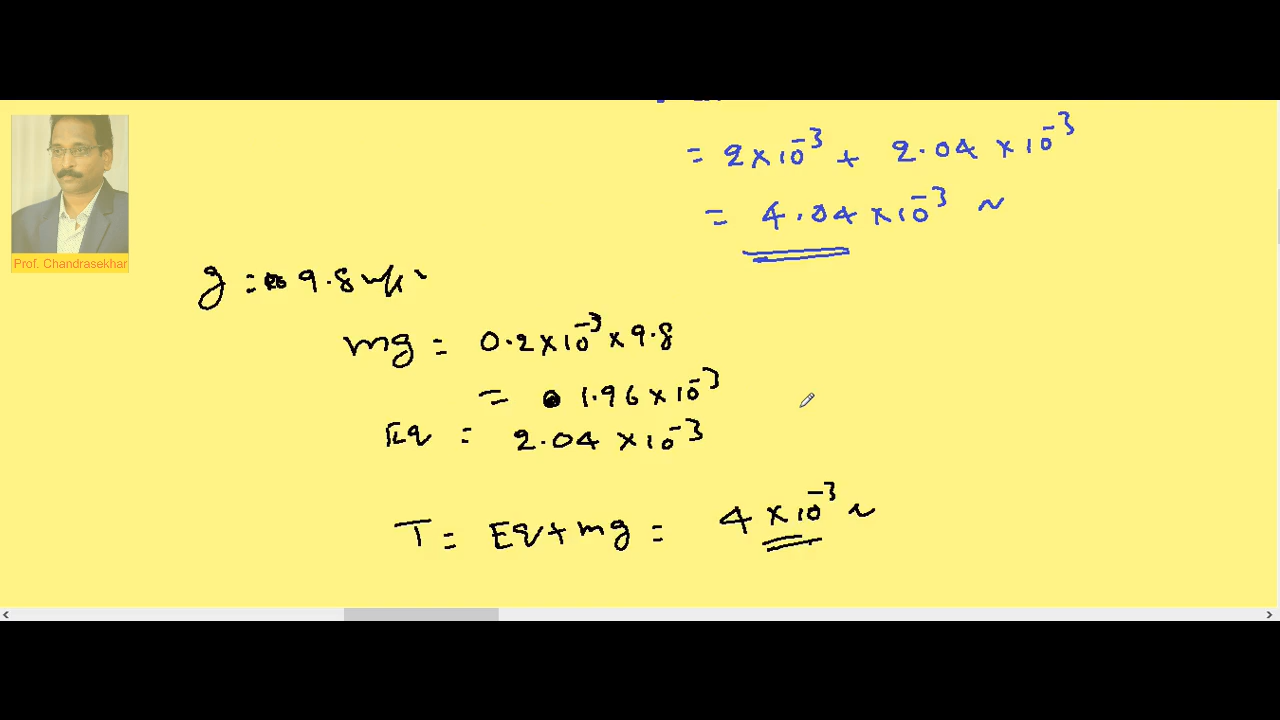 = 2×10⁻³ + 2.04 ×10⁻³
= 4.04 ×10⁻³ N
Prof. Chandrasekhar
g = 9.8 m/s²
mg = 0.2×10⁻³×9.8
= 1.96×10⁻³
Eq = 2.04 ×10⁻³
T = Eq+mg = 4×10⁻³ N